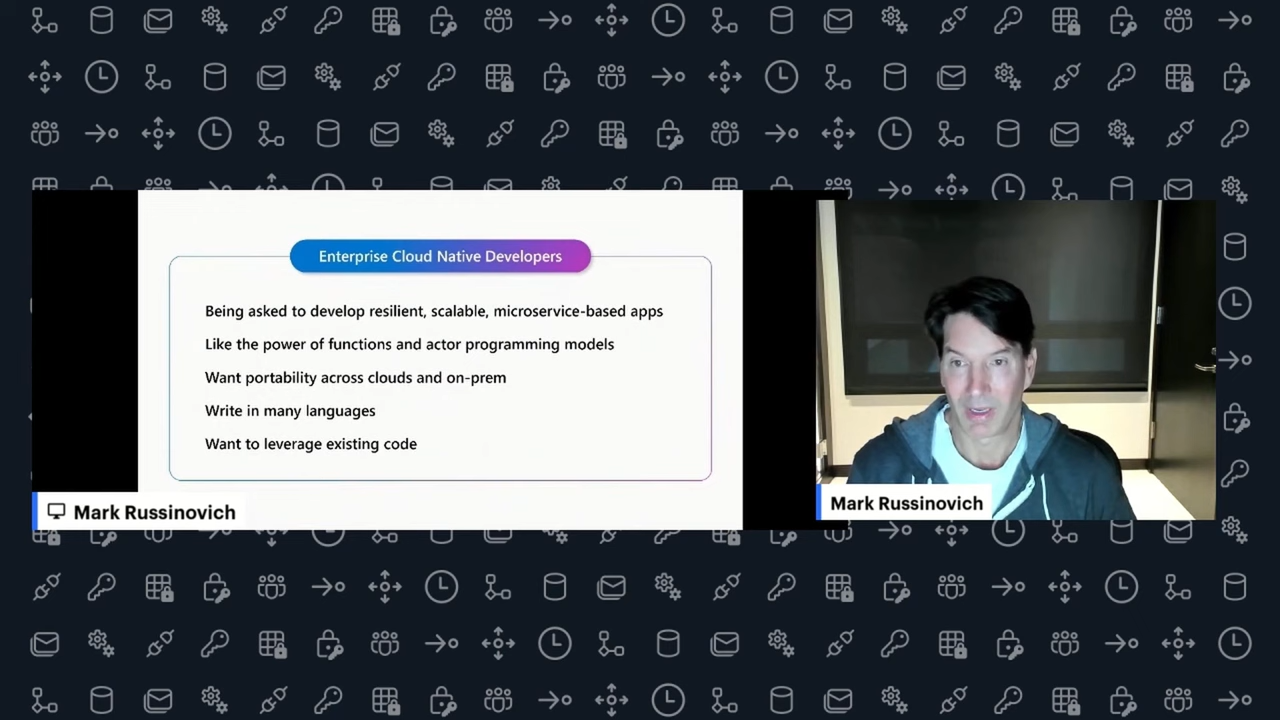 Enterprise Cloud Native Developers
Being asked to develop resilient, scalable, microservice-based apps
Like the power of functions and actor programming models
Want portability across clouds and on-prem
Write in many languages
Want to leverage existing code
Mark Russinovich
Mark Russinovich